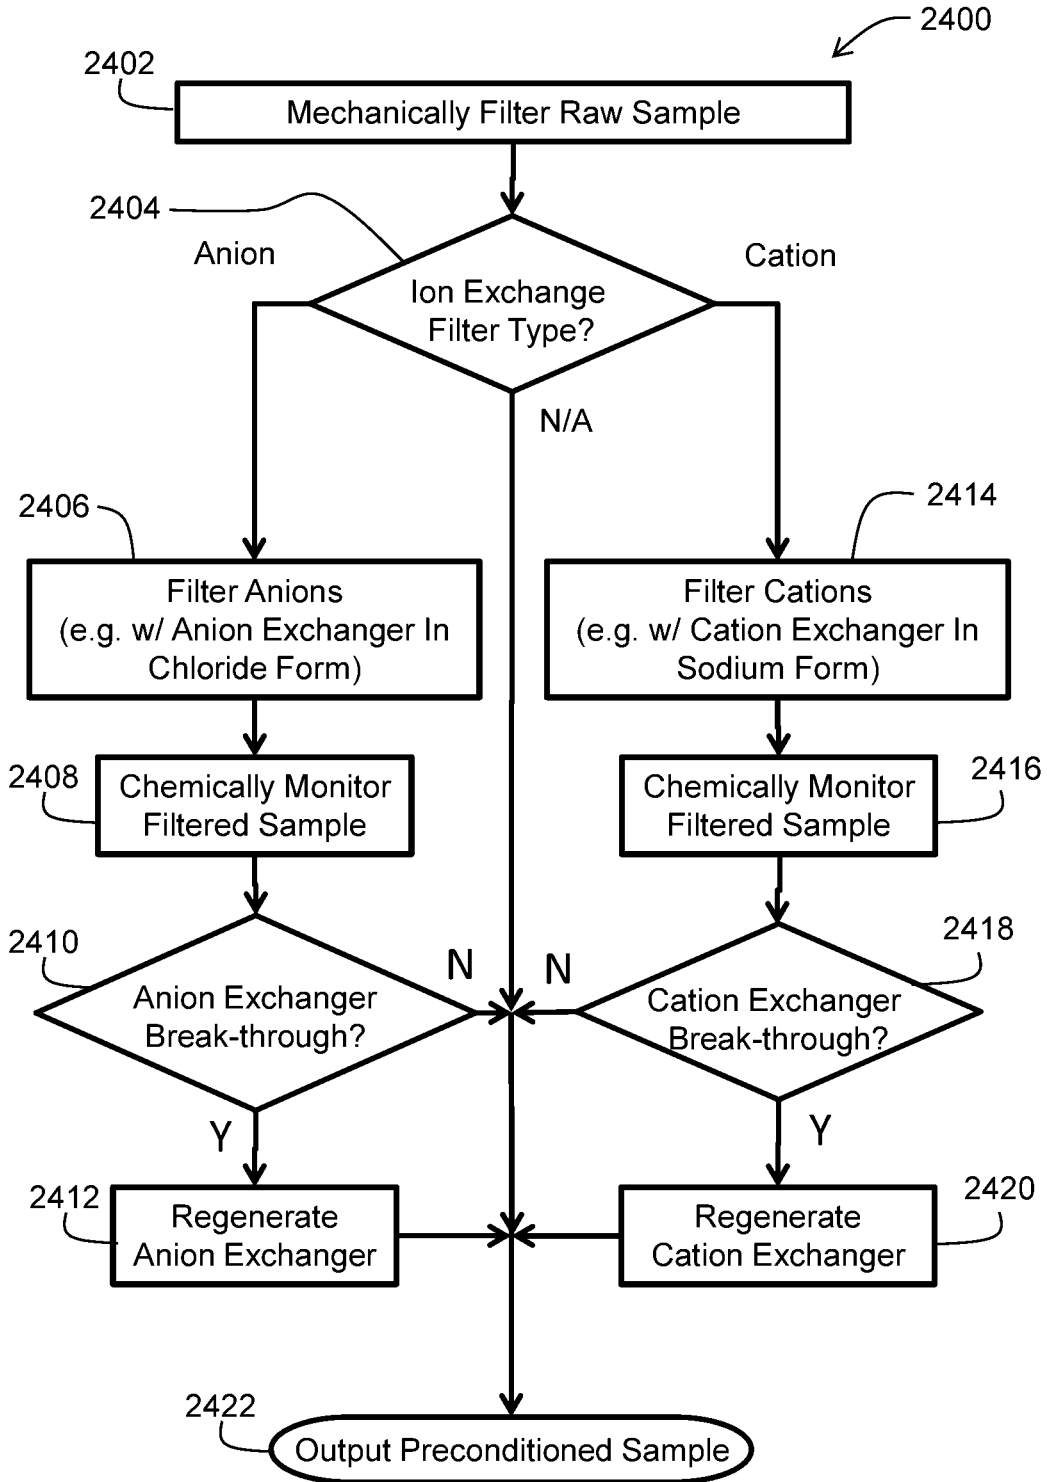 2400
2402
Mechanically Filter Raw Sample
2404
Anion
Cation
Ion Exchange
Filter Type?
N/A
2406
2414
Filter Anions
(e.g. w/ Anion Exchanger In
Chloride Form)
Filter Cations
(e.g. w/ Cation Exchanger In
Sodium Form)
2408
Chemically Monitor
Filtered Sample
2416
Chemically Monitor
Filtered Sample
2410
N
N
2418
Anion Exchanger
Break-through?
Cation Exchanger
Break-through?
Y
Y
2412
Regenerate
Anion Exchanger
2420
Regenerate
Cation Exchanger
2422
Output Preconditioned Sample